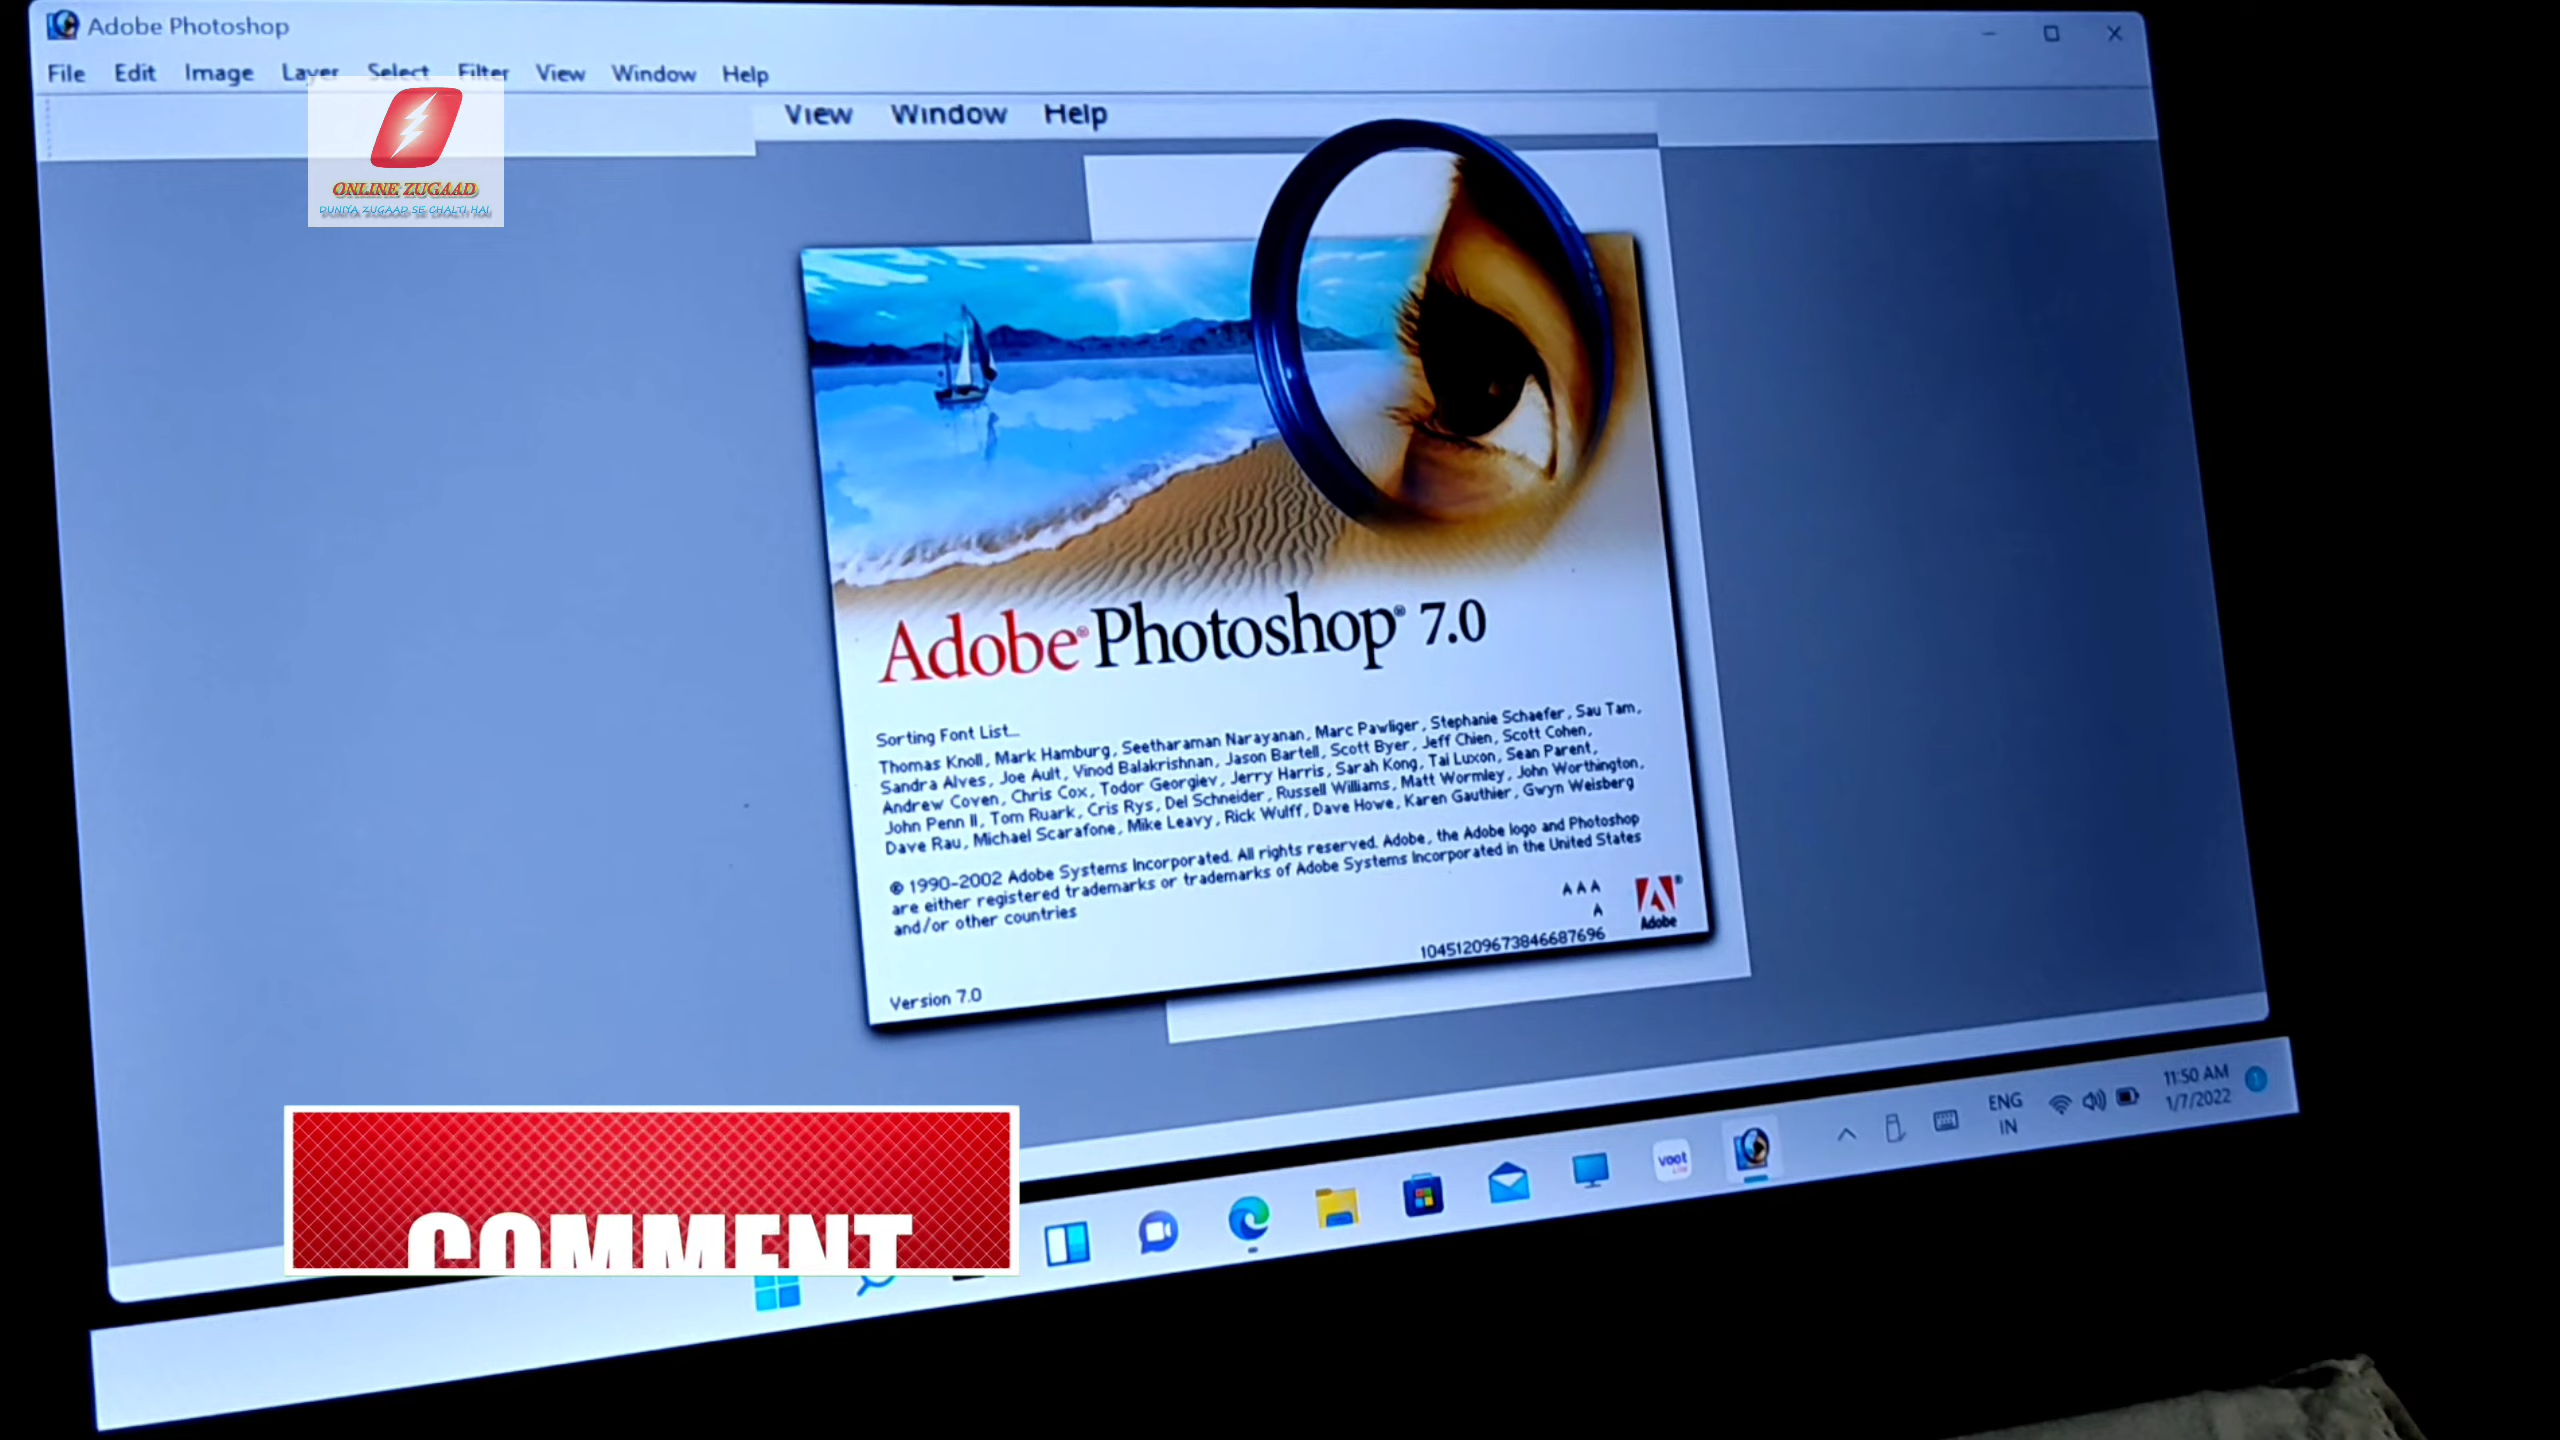 Adobe Photoshop
File Edit Image Layer Select Filter View Window Help
View Window Help
ONLINE ZUGAAD
DUNIYA ZUGAAD SE CHALTI HAI
Adobe® Photoshop® 7.0
Sorting Font List...
Thomas Knoll, Mark Hamburg, Seetharaman Narayanan, Marc Pawliger, Stephanie Schaefer, Sau Tam,
Sandra Alves, Joe Ault, Vinod Balakrishnan, Jason Bartell, Scott Byer, Jeff Chien, Scott Cohen,
Andrew Coven, Chris Cox, Todor Georgiev, Jerry Harris, Sarah Kong, Tai Luxon, Sean Parent,
John Penn II, Tom Ruark, Cris Rys, Del Schneider, Russell Williams, Matt Wormley, John Worthington,
Dave Rau, Michael Scarafone, Mike Leavy, Rick Wulff, Dave Howe, Karen Gauthier, Gwyn Weisberg
© 1990-2002 Adobe Systems Incorporated. All rights reserved. Adobe, the Adobe logo and Photoshop
are either registered trademarks or trademarks of Adobe Systems Incorporated in the United States
and/or other countries
A A A
A
10451209673846687696
Adobe
Version 7.0
COMMENT
voot
Lite
ENG
IN
11:50 AM
1/7/2022
1